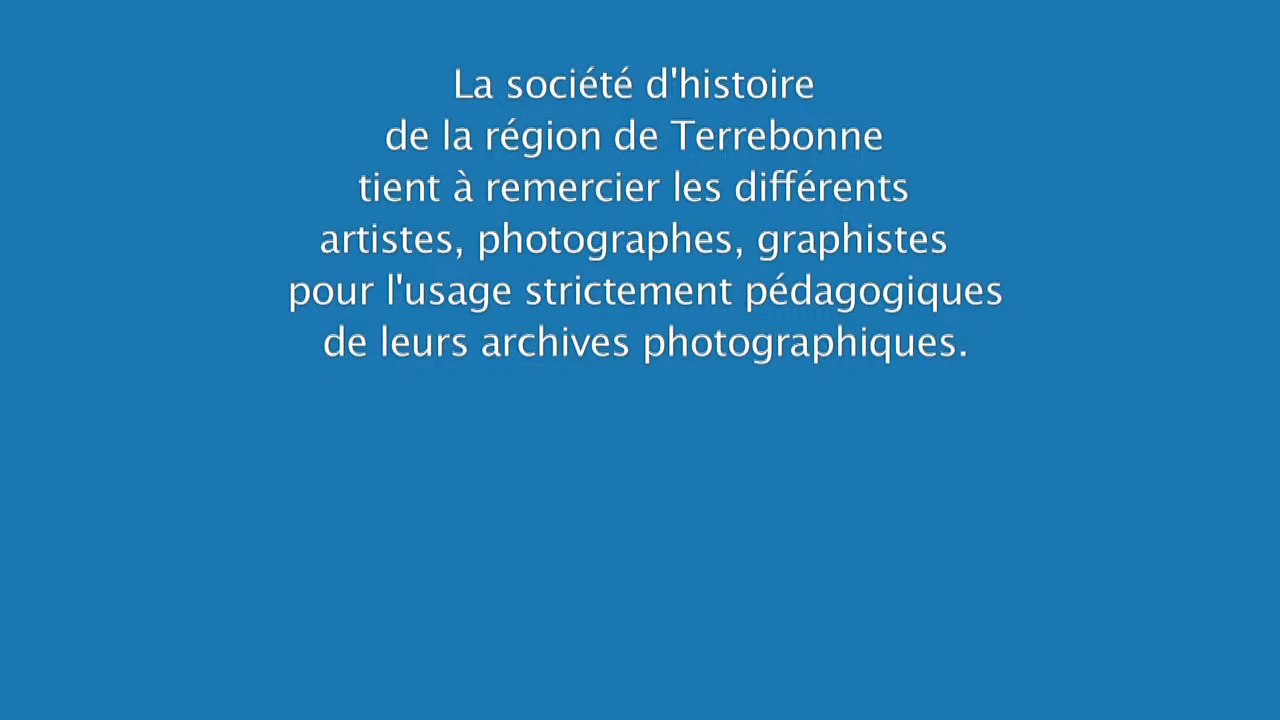 La société d'histoire
de la région de Terrebonne
tient à remercier les différents
artistes, photographes, graphistes
pour l'usage strictement pédagogiques
de leurs archives photographiques.